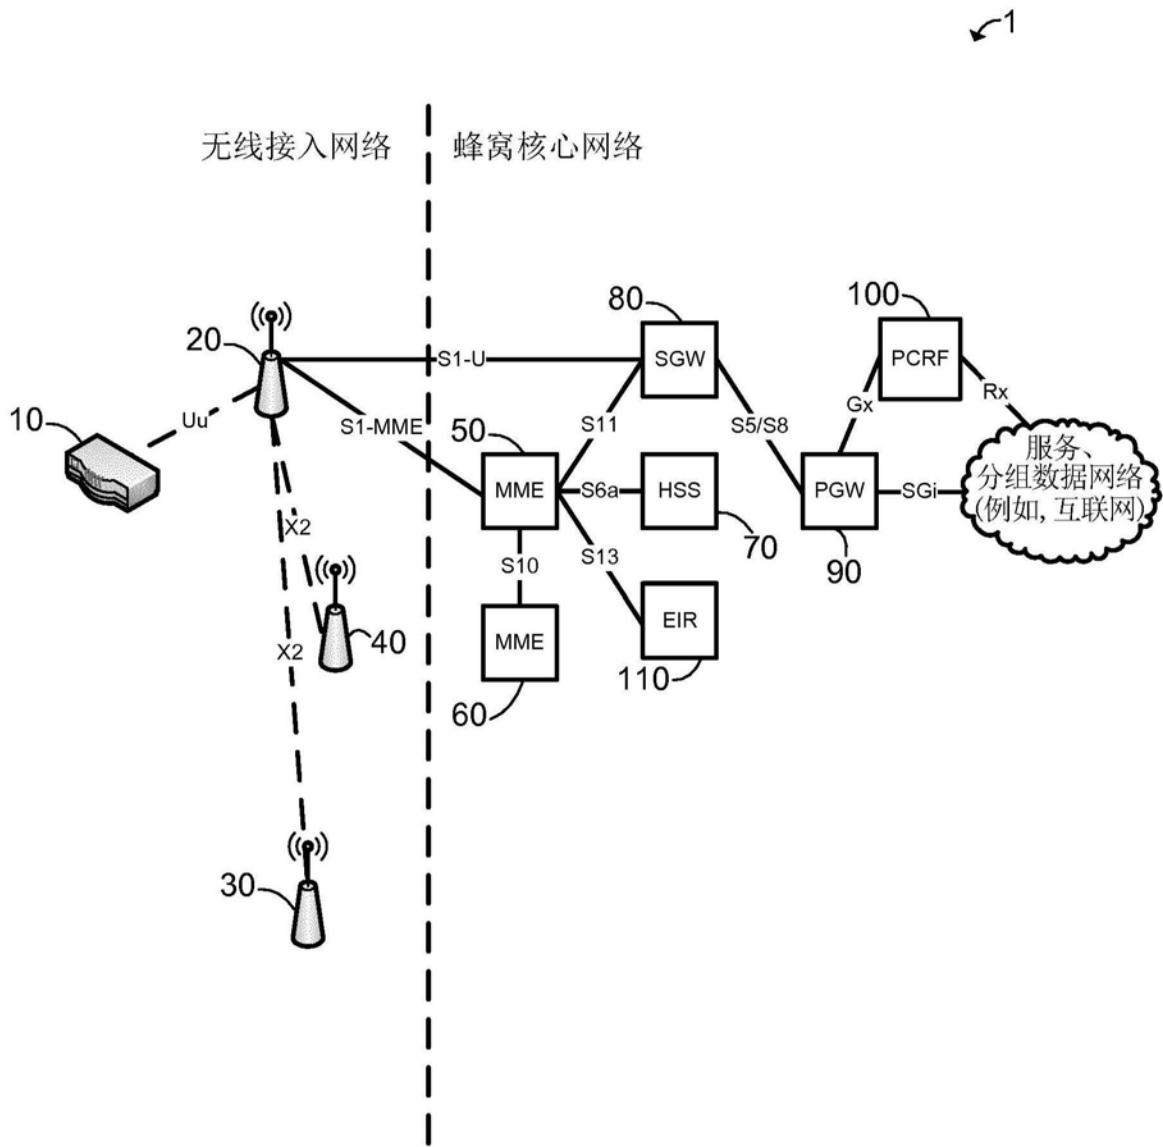 1
无线接入网络
蜂窝核心网络
80
100
20
S1-U
SGW
PCRF
10
Uu
Gx
Rx
S1-MME
50
S11
S5/S8
服务、
分组数据网络
(例如, 互联网)
MME
S6a
HSS
PGW
SGi
X2
70
90
S10
S13
40
MME
EIR
X2
60
110
30